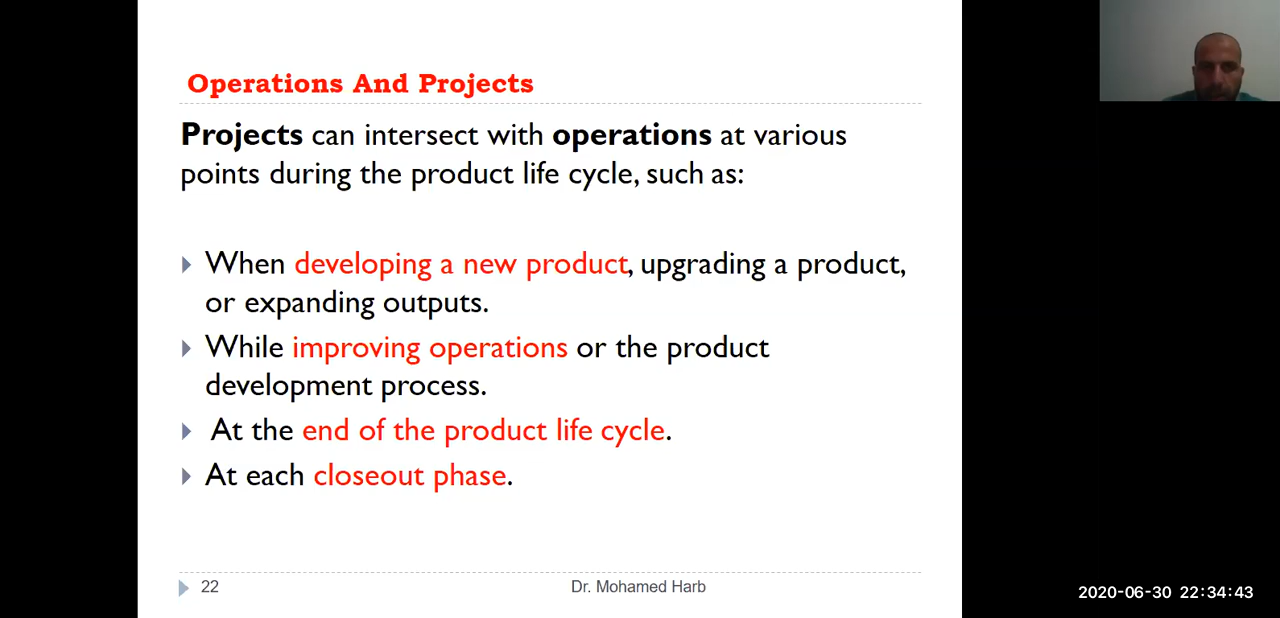 Operations And Projects
Projects can intersect with operations at various
points during the product life cycle, such as:
When developing a new product, upgrading a product,
or expanding outputs.
While improving operations or the product
development process.
At the end of the product life cycle.
At each closeout phase.
22
Dr. Mohamed Harb
2020-06-30 22:34:43